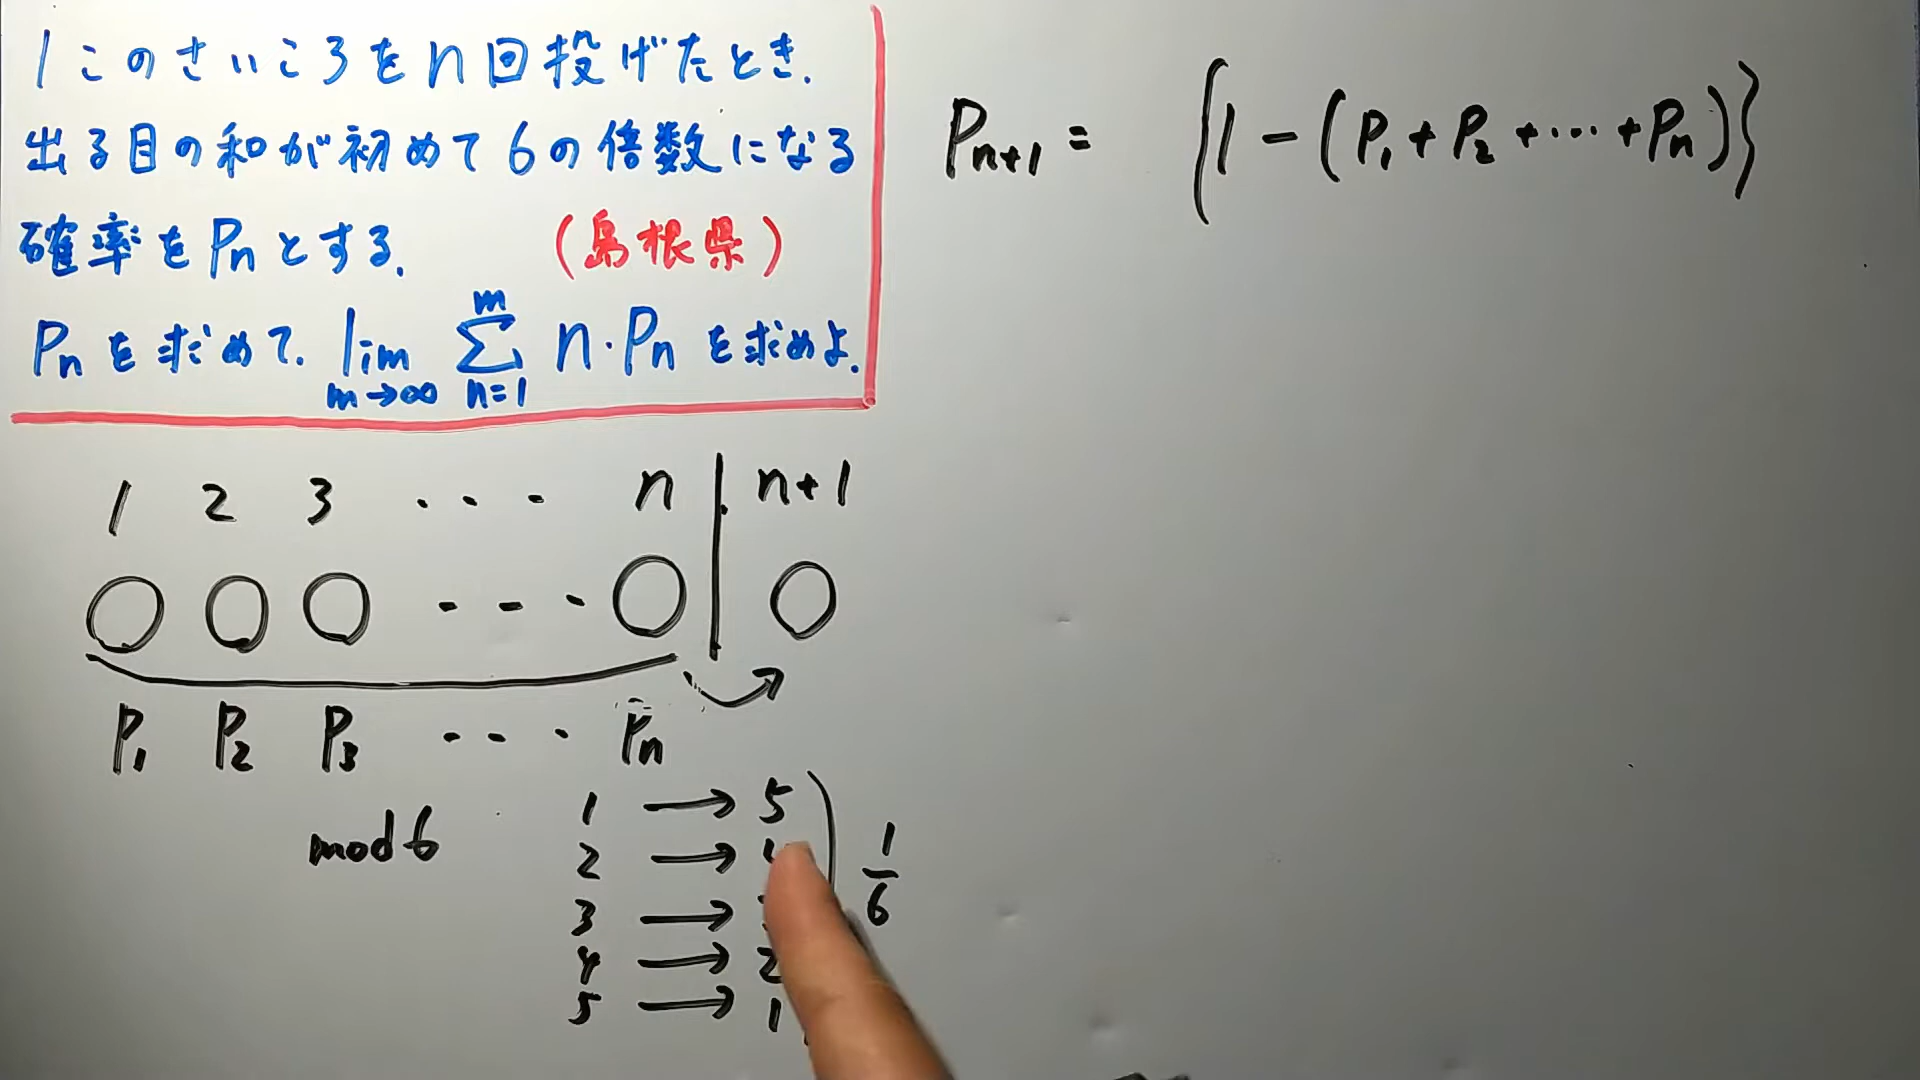 1このさいころをn回投げたとき.
出る目の和が初めて6の倍数になる
確率をPnとする. (島根県)
Pnを求めて. lim m→∞ Σ m n=1 n・Pn を求めよ.
Pn+1 = {1-(P1+P2+…+Pn)}
1 2 3 ・・・ n n+1
P1 P2 P3 ・・・ Pn
mod 6
1 → 5
2 →
3 →
4 → 2
5 → 1
1/6